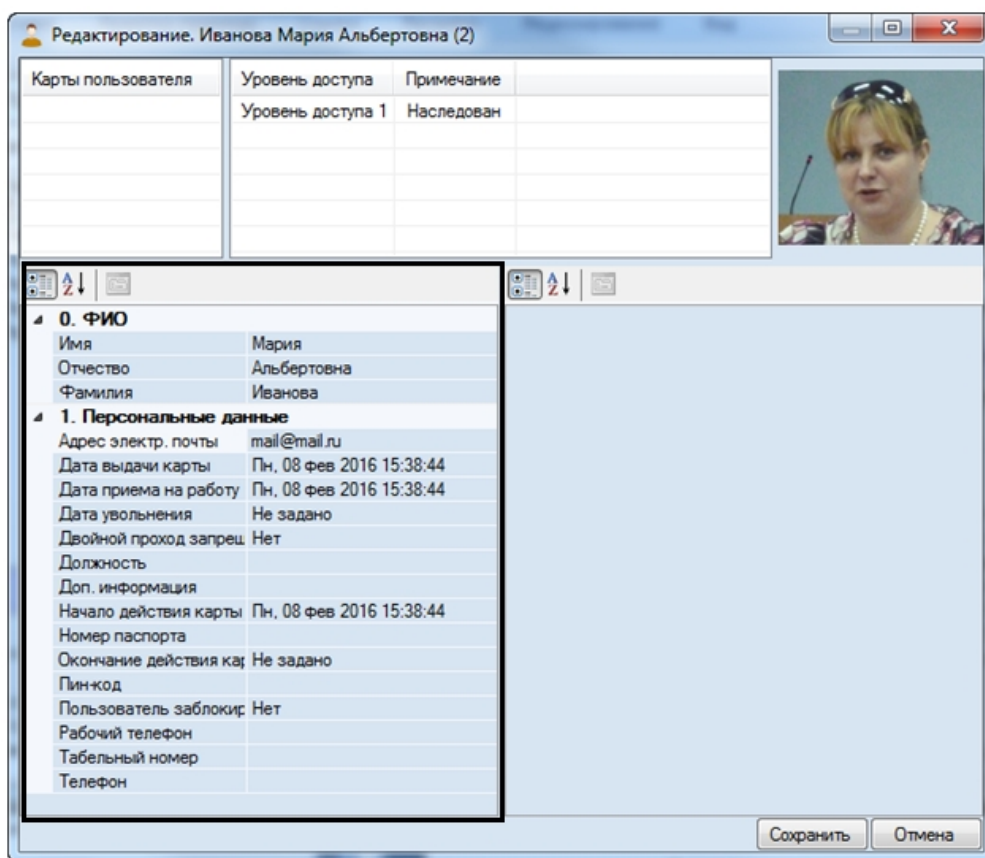 Редактирование. Иванова Мария Альбертовна (2)
Карты пользователя Уровень доступа Примечание
Уровень доступа 1 Наследован
0. ФИО
Имя Мария
Отчество Альбертовна
Фамилия Иванова
1. Персональные данные
Адрес электр. почты mail@mail.ru
Дата выдачи карты Пн, 08 фев 2016 15:38:44
Дата приема на работу Пн, 08 фев 2016 15:38:44
Дата увольнения Не задано
Двойной проход запрещ Нет
Должность
Доп. информация
Начало действия карты Пн, 08 фев 2016 15:38:44
Номер паспорта
Окончание действия кар Не задано
Пин-код
Пользователь заблокир Нет
Рабочий телефон
Табельный номер
Телефон
Сохранить Отмена